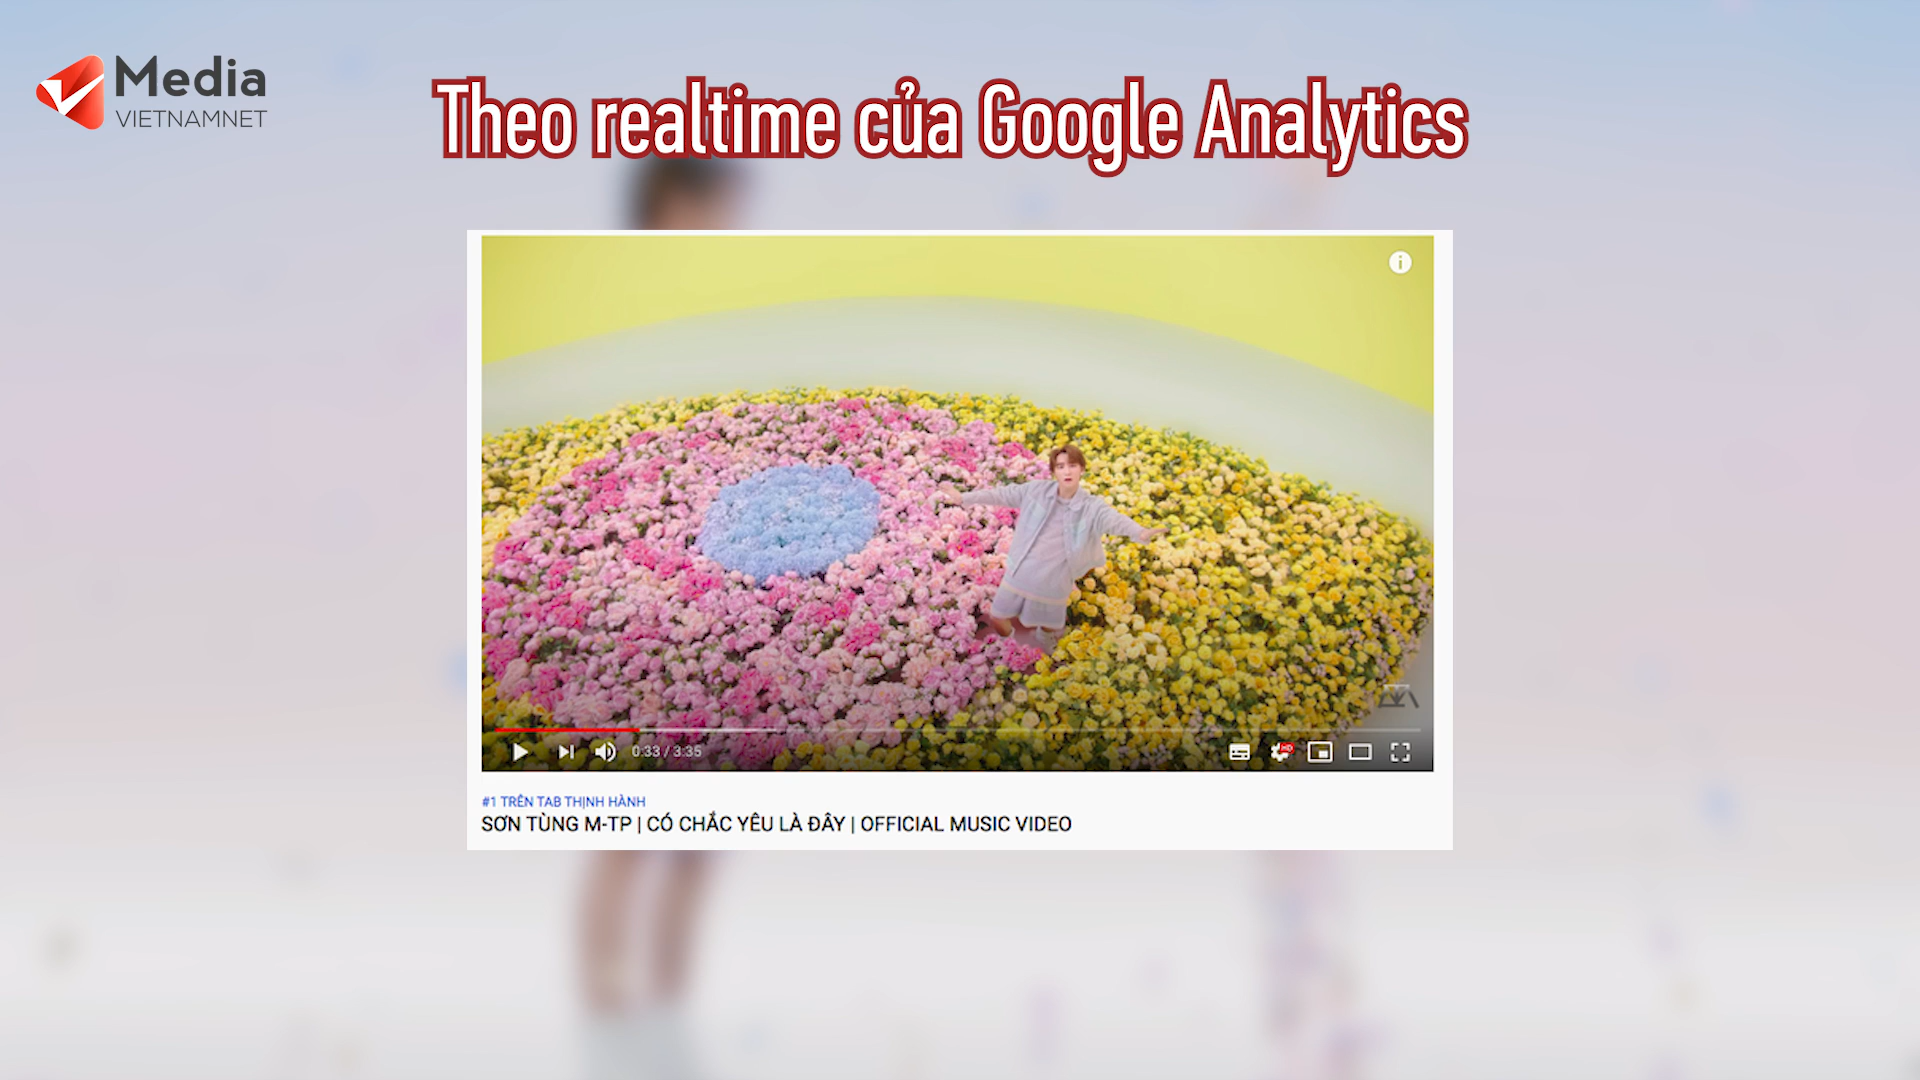 Media
VIETNAMNET
Theo realtime của Google Analytics
0:33 / 3:35
HD
#1 TRÊN TAB THỊNH HÀNH
SƠN TÙNG M-TP | CÓ CHẮC YÊU LÀ ĐÂY | OFFICIAL MUSIC VIDEO